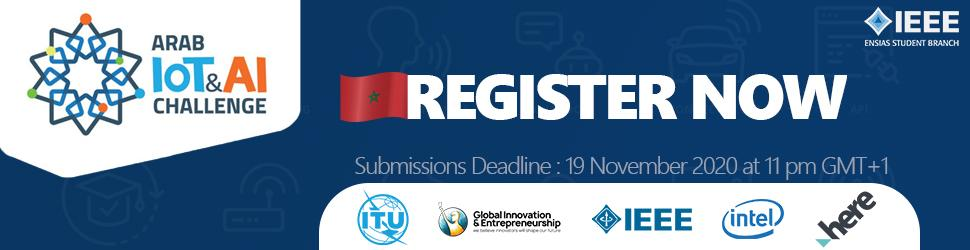 ARAB
IoT&AI
CHALLENGE
IEEE
ENSIAS STUDENT BRANCH
REGISTER NOW
Submissions Deadline : 19 November 2020 at 11 pm GMT+1
ITU
Global Innovation
& Entrepreneurship
we believe innovators will shape our future
IEEE
intel
here